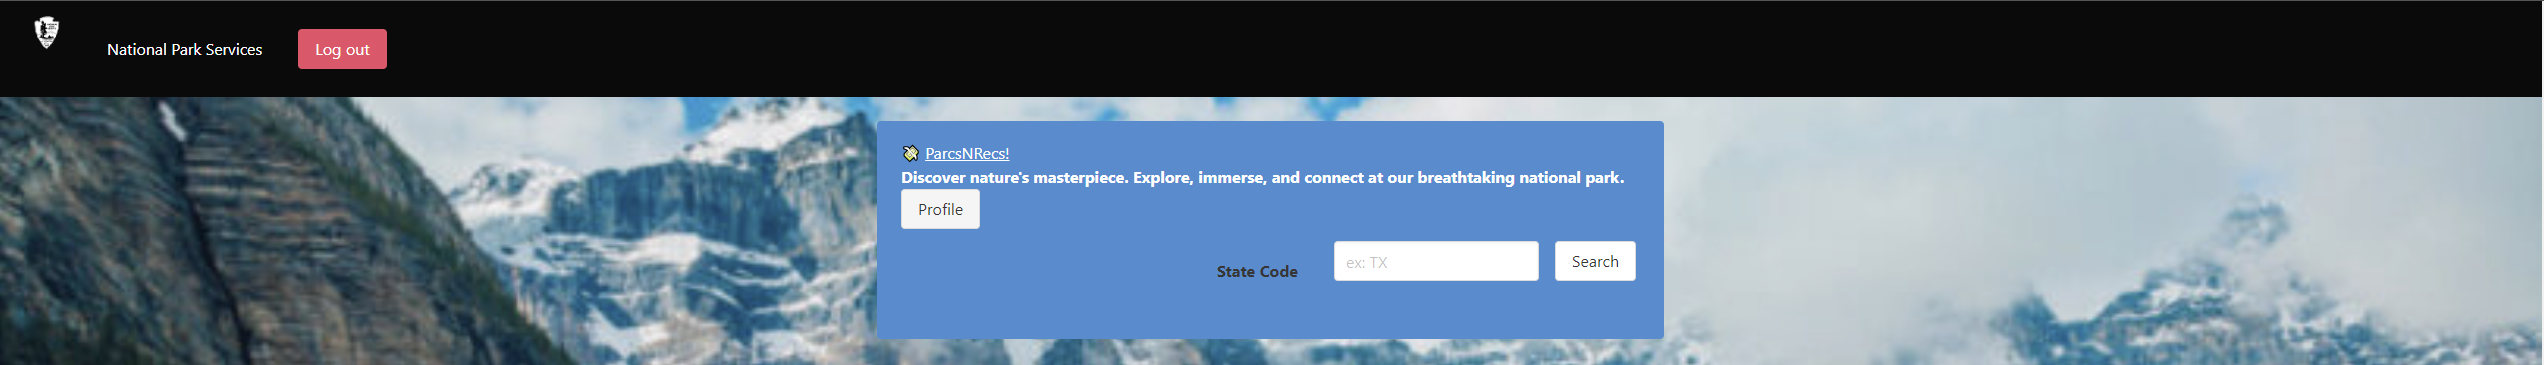 National Park Services
Log out
ParcsNRecs!
Discover nature's masterpiece. Explore, immerse, and connect at our breathtaking national park.
Profile
State Code
ex: TX
Search